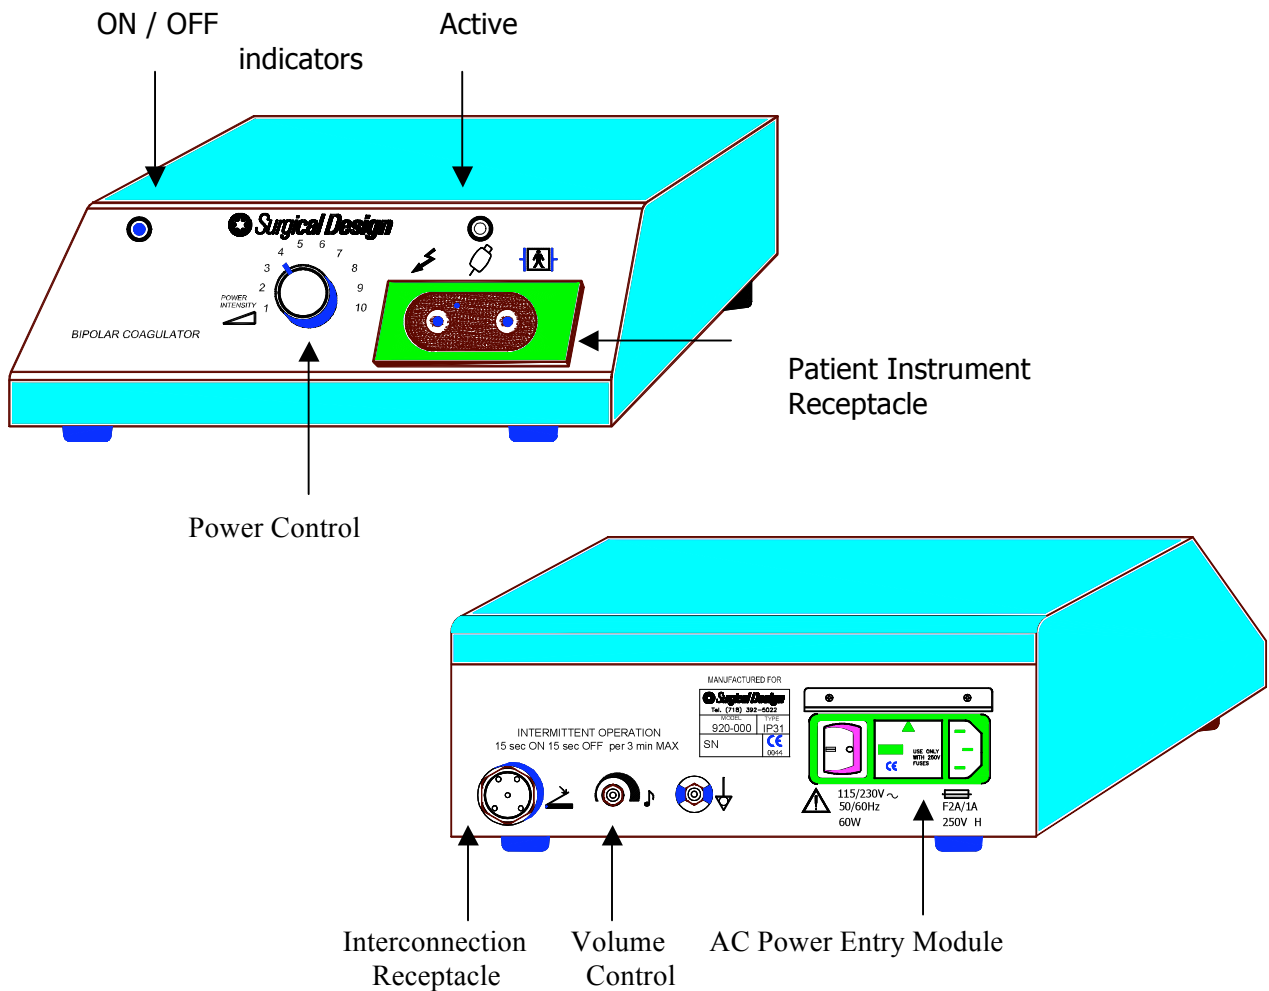 ON / OFF Active
indicators
Surgical Design
1 2 3 4 5 6 7 8 9 10
POWER
INTENSITY
BIPOLAR COAGULATOR
Patient Instrument
Receptacle
Power Control
MANUFACTURED FOR
Surgical Design
Tel. (718) 392-5022
MODEL TYPE
920-000 IP31
SN CE
0044
INTERMITTENT OPERATION
15 sec ON 15 sec OFF per 3 min MAX
USE ONLY
WITH 250V
FUSES
CE
115/230V ~
50/60Hz
60W
F2A/1A
250V H
Interconnection
Receptacle
Volume
Control
AC Power Entry Module